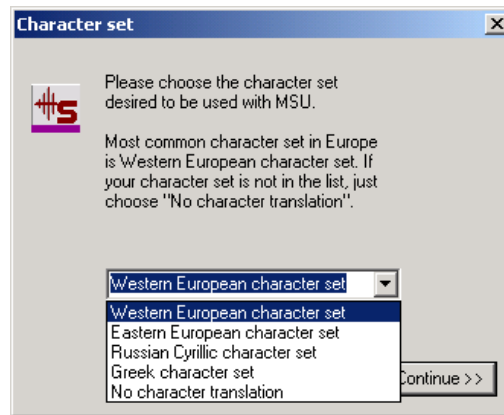 Character set
Please choose the character set
desired to be used with MSU.
Most common character set in Europe
is Western European character set. If
your character set is not in the list, just
choose "No character translation".
Western European character set
Western European character set
Eastern European character set
Russian Cyrillic character set
Greek character set
No character translation
Continue >>